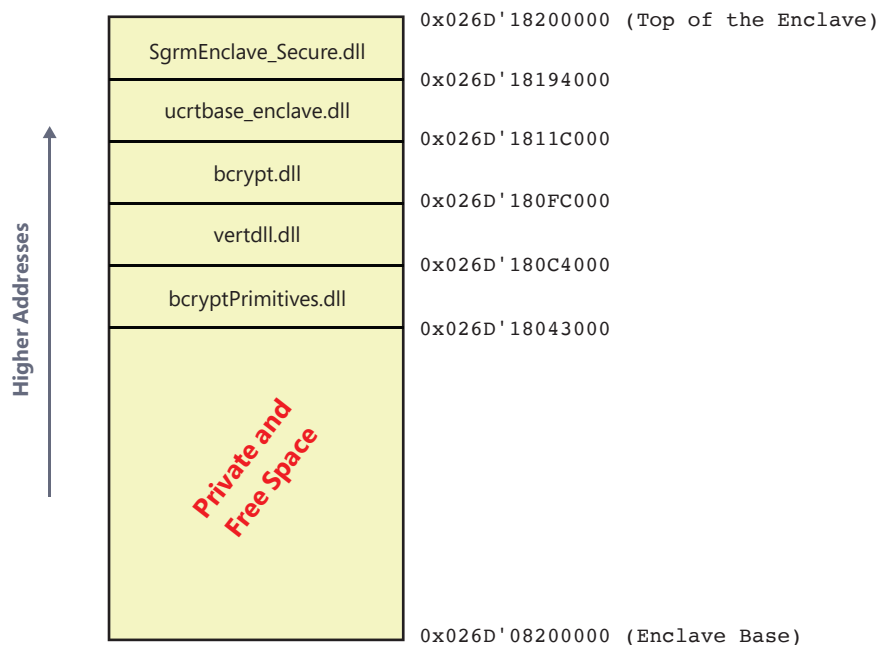 0x026D'18200000 (Top of the Enclave)
SgrmEnclave_Secure.dll
0x026D'18194000
ucrtbase_enclave.dll
0x026D'1811C000
bcrypt.dll
0x026D'180FC000
vertdll.dll
0x026D'180C4000
bcryptPrimitives.dll
0x026D'18043000
Higher Addresses
Private and
Free Space
0x026D'08200000 (Enclave Base)